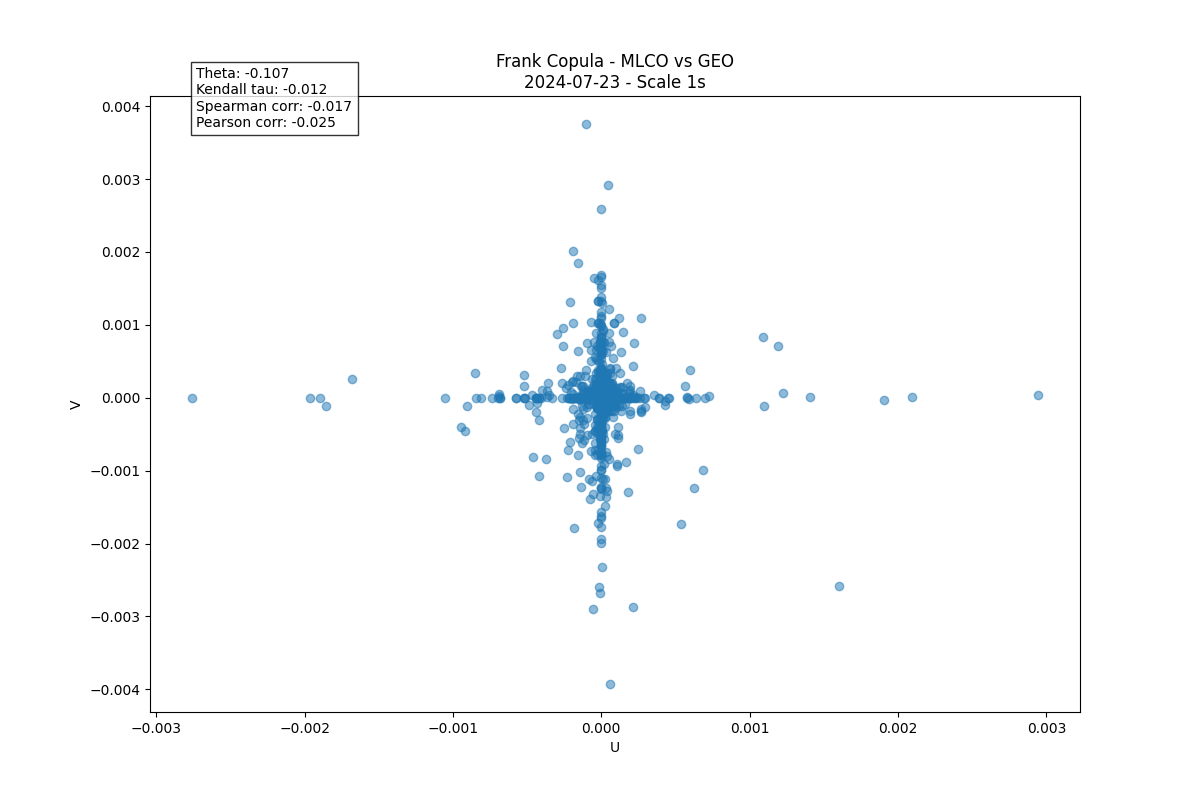 Frank Copula - MLCO vs GEO
2024-07-23 - Scale 1s
Theta: -0.107
Kendall tau: -0.012
Spearman corr: -0.017
Pearson corr: -0.025
0.004
0.003
0.002
0.001
0.000
−0.001
−0.002
−0.003
−0.004
V
−0.003 −0.002 −0.001 0.000 0.001 0.002 0.003
U